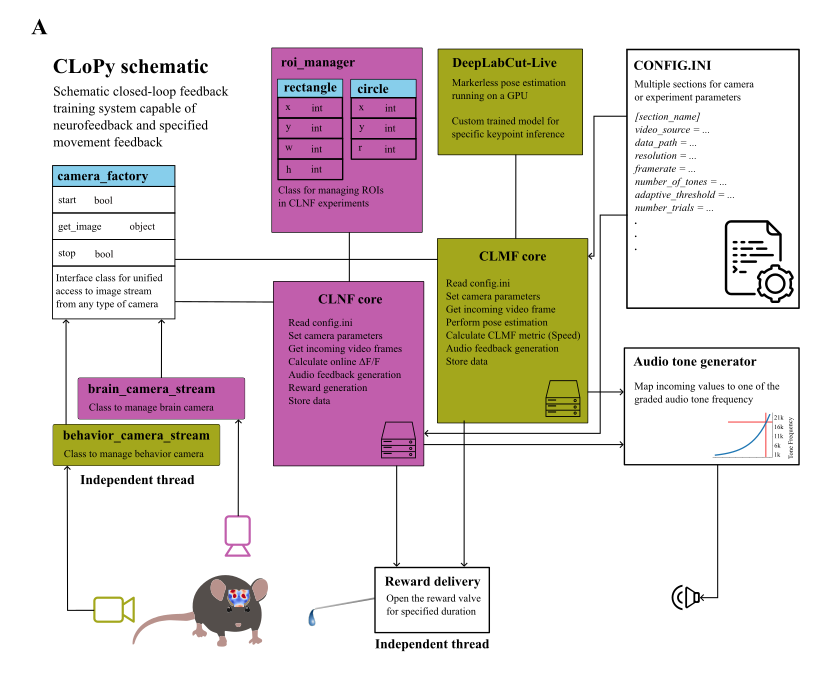 A
CLoPy schematic
Schematic closed-loop feedback
training system capable of
neurofeedback and specified
movement feedback
camera_factory
start bool
get_image object
stop bool
Interface class for unified
access to image stream
from any type of camera
brain_camera_stream
Class to manage brain camera
behavior_camera_stream
Class to manage behavior camera
Independent thread
roi_manager
rectangle
x int
y int
w int
h int
circle
x int
y int
r int
Class for managing ROIs
in CLNF experiments
CLNF core
Read config.ini
Set camera parameters
Get incoming video frames
Calculate online ΔF/F
Audio feedback generation
Reward generation
Store data
DeepLabCut-Live
Markerless pose estimation
running on a GPU
Custom trained model for
specific keypoint inference
CLMF core
Read config.ini
Set camera parameters
Get incoming video frame
Perform pose estimation
Calculate CLMF metric (Speed)
Audio feedback generation
Store data
CONFIG.INI
Multiple sections for camera
or experiment parameters
[section_name]
video_source = ...
data_path = ...
resolution = ...
framerate = ...
number_of_tones = ...
adaptive_threshold = ...
number_trials = ...
.
.
.
Audio tone generator
Map incoming values to one of the
graded audio tone frequency
21k
16k
11k
6k
1k
Tone Frequency
Reward delivery
Open the reward valve
for specified duration
Independent thread